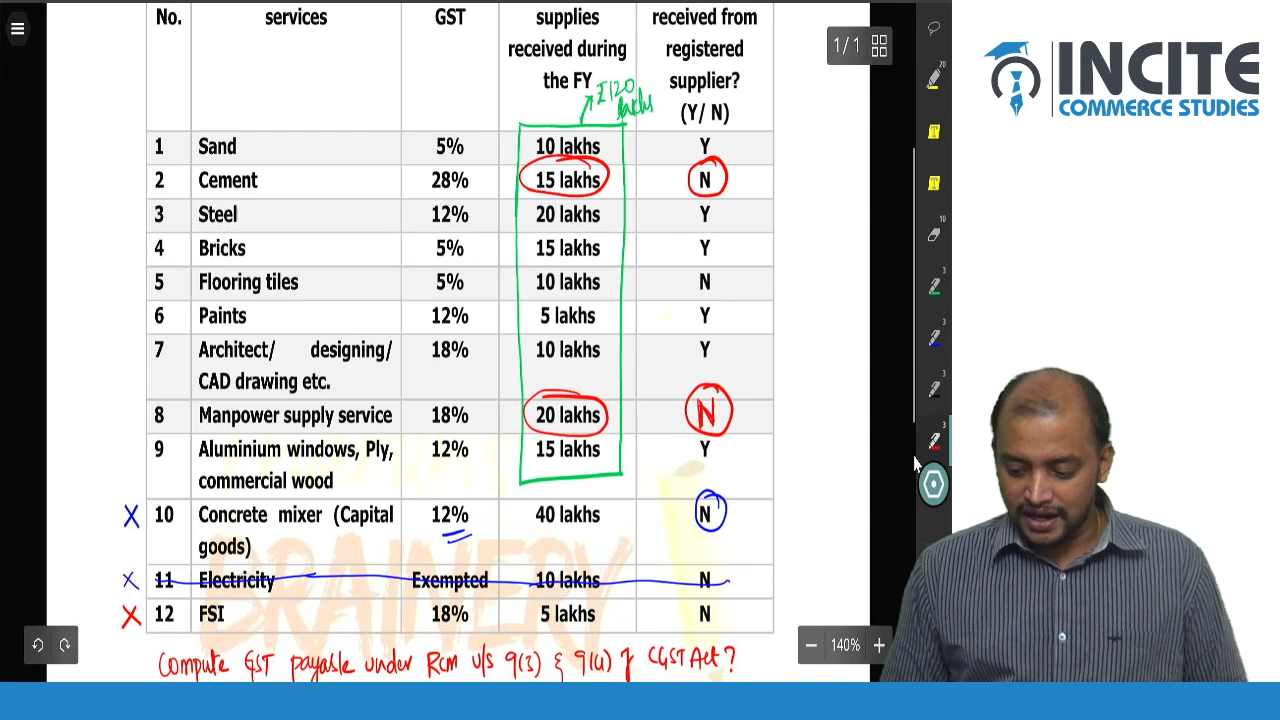 No. services GST supplies received during the FY received from registered supplier? (Y/ N)
₹120 lakhs
1 Sand 5% 10 lakhs Y
2 Cement 28% 15 lakhs N
3 Steel 12% 20 lakhs Y
4 Bricks 5% 15 lakhs Y
5 Flooring tiles 5% 10 lakhs N
6 Paints 12% 5 lakhs Y
7 Architect/ designing/ 18% 10 lakhs Y
CAD drawing etc.
8 Manpower supply service 18% 20 lakhs N
9 Aluminium windows, Ply, 12% 15 lakhs Y
commercial wood
X 10 Concrete mixer (Capital 12% 40 lakhs N
goods)
X 11 Electricity Exempted 10 lakhs N
X 12 FSI 18% 5 lakhs N
Compute GST payable under RCM u/s 9(3) & 9(4) of CGST Act?
1/1
140%
INCITE
COMMERCE STUDIES
BRAINERY